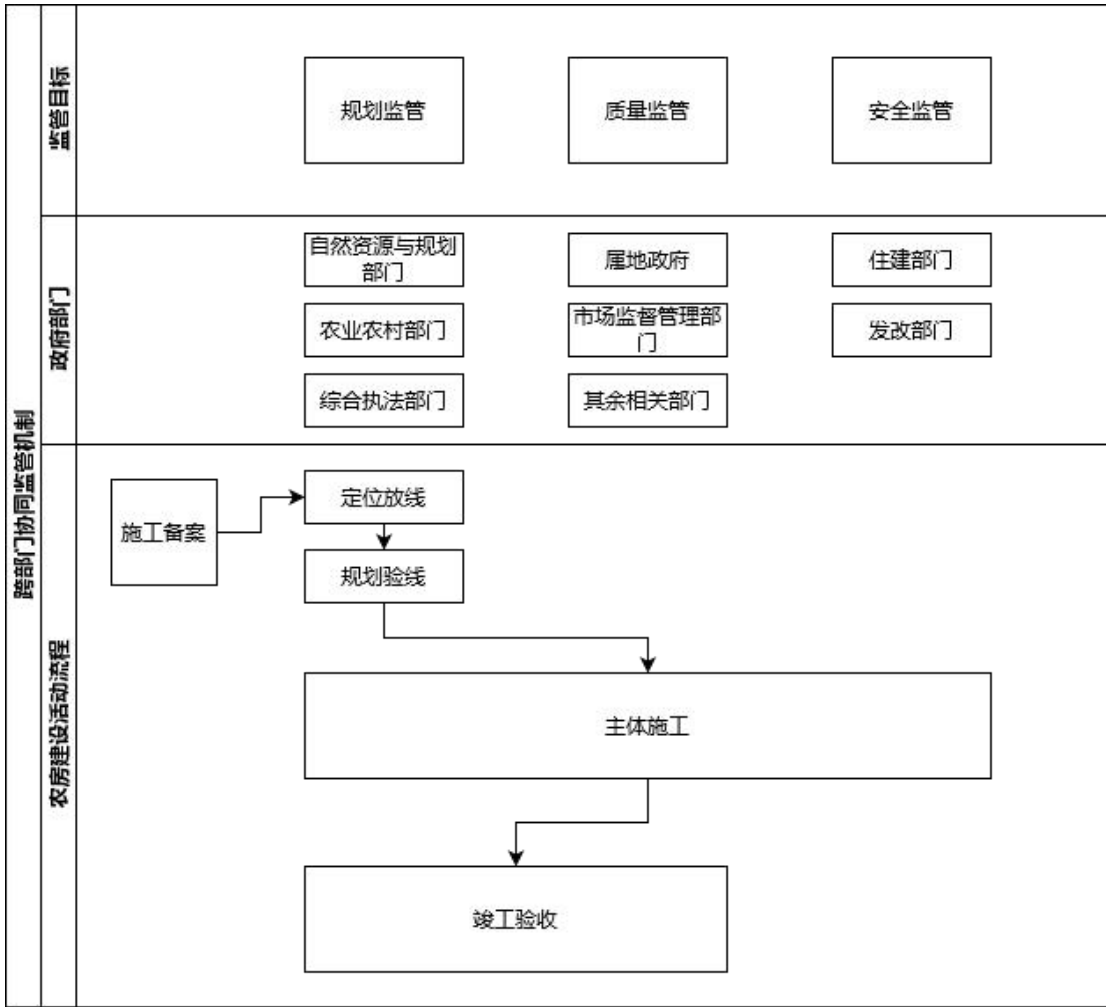 跨部门协同监管机制
监管目标
规划监管
质量监管
安全监管
政府部门
自然资源与规划
部门
属地政府
住建部门
农业农村部门
市场监督管理部
门
发改部门
综合执法部门
其余相关部门
农房建设活动流程
施工备案
定位放线
规划验线
主体施工
竣工验收